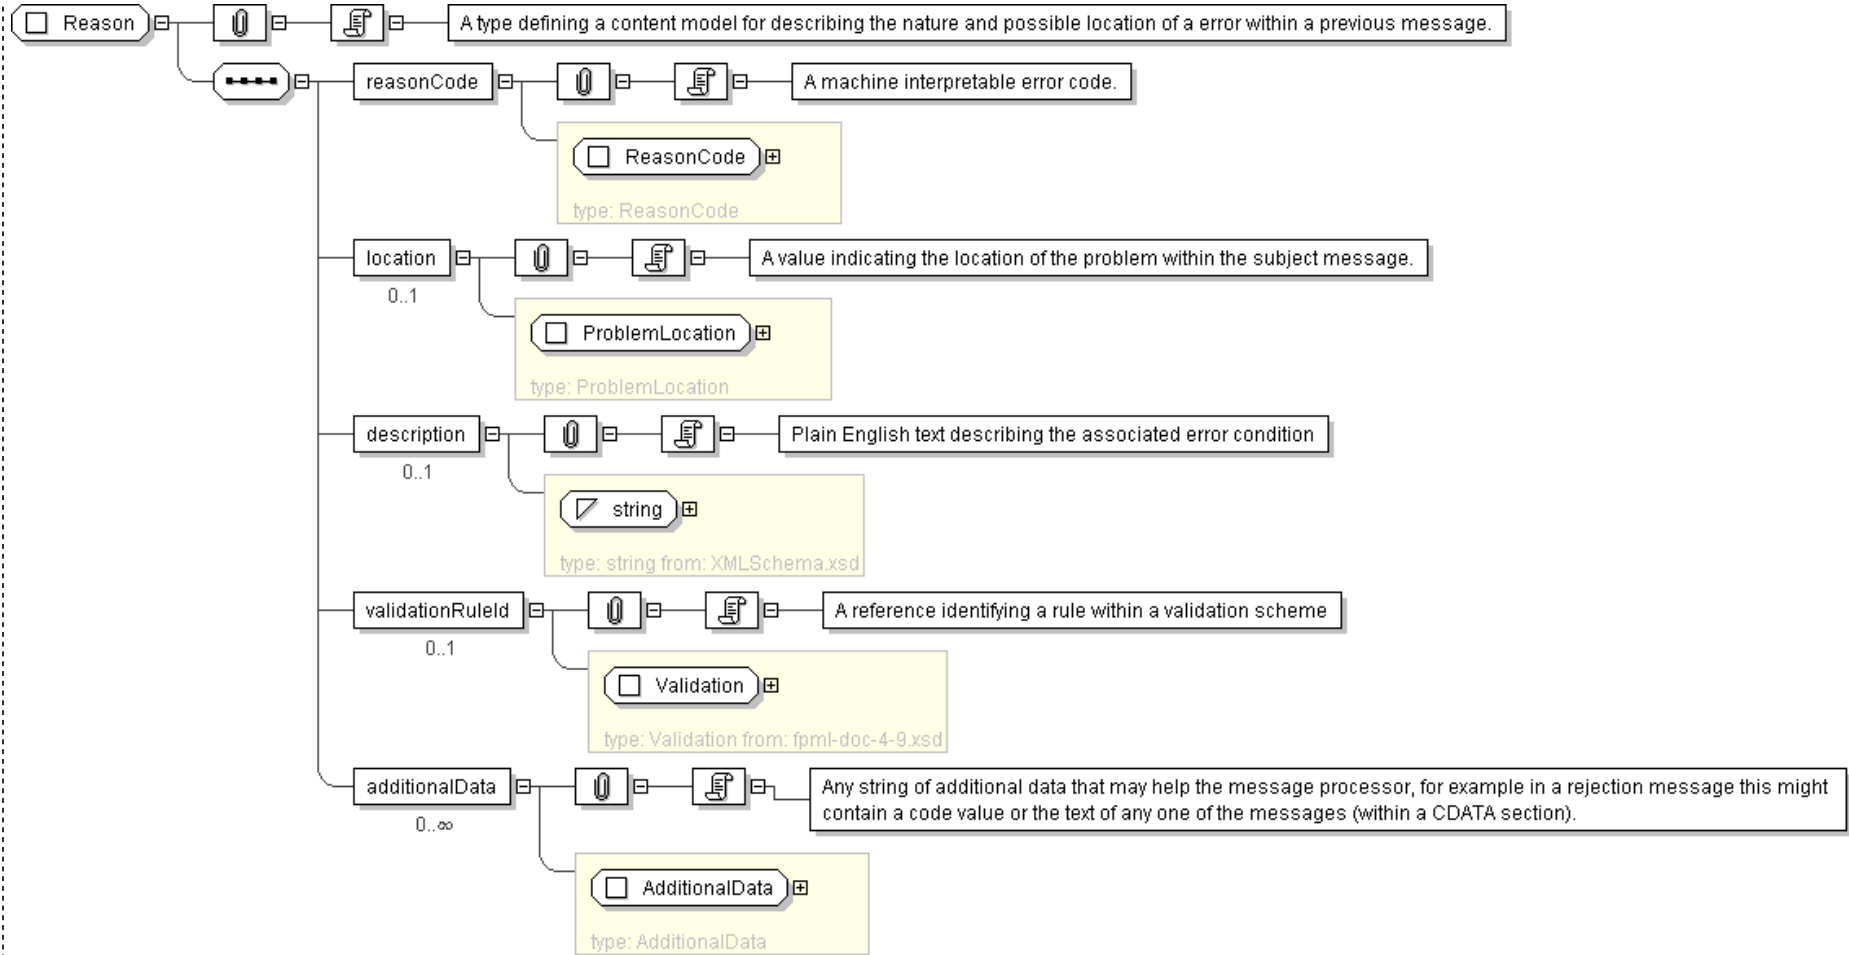 Reason
A type defining a content model for describing the nature and possible location of a error within a previous message.
reasonCode
A machine interpretable error code.
ReasonCode
type: ReasonCode
location
A value indicating the location of the problem within the subject message.
0..1
ProblemLocation
type: ProblemLocation
description
Plain English text describing the associated error condition
0..1
string
type: string from: XMLSchema.xsd
validationRuleId
A reference identifying a rule within a validation scheme
0..1
Validation
type: Validation from: fpml-doc-4-9.xsd
additionalData
Any string of additional data that may help the message processor, for example in a rejection message this might
contain a code value or the text of any one of the messages (within a CDATA section).
0..∞
AdditionalData
type: AdditionalData